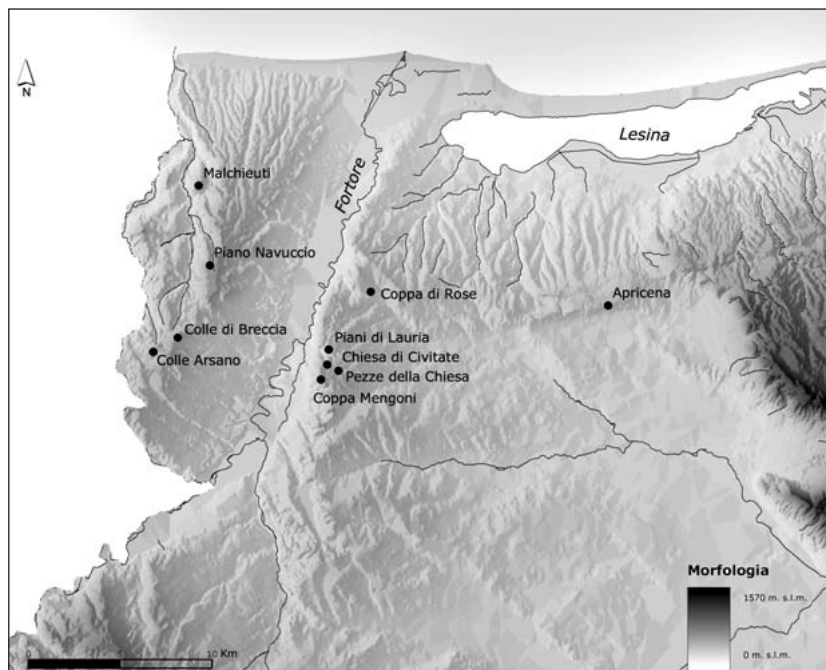 N
Lesina
Fortore
Malchieuti
Piano Navuccio
Coppa di Rose
Apricena
Colle di Breccia
Piani di Lauria
Colle Arsano
Chiesa di Civitate
Pezze della Chiesa
Coppa Mengoni
Morfologia
1570 m. s.l.m.
0 m. s.l.m.
0 10 Km